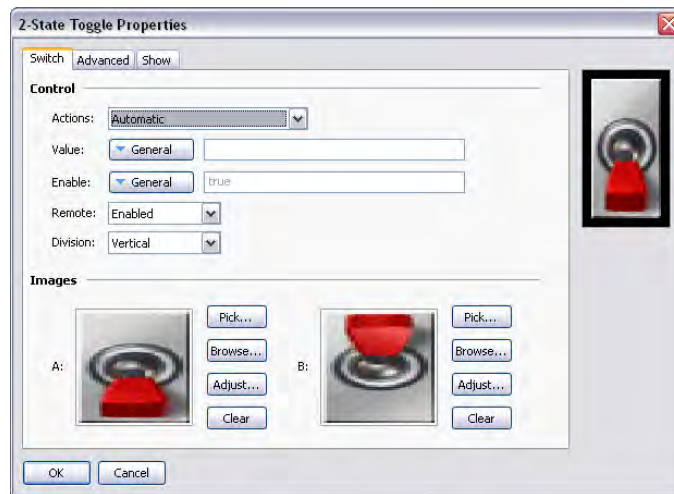 2-State Toggle Properties
Switch Advanced Show
Control
Actions: Automatic
Value: General
Enable: General true
Remote: Enabled
Division: Vertical
Images
A: Pick... B: Pick...
Browse... Browse...
Adjust... Adjust...
Clear Clear
OK Cancel